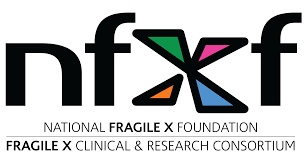 nfxf
NATIONAL FRAGILE X FOUNDATION
FRAGILE X CLINICAL & RESEARCH CONSORTIUM